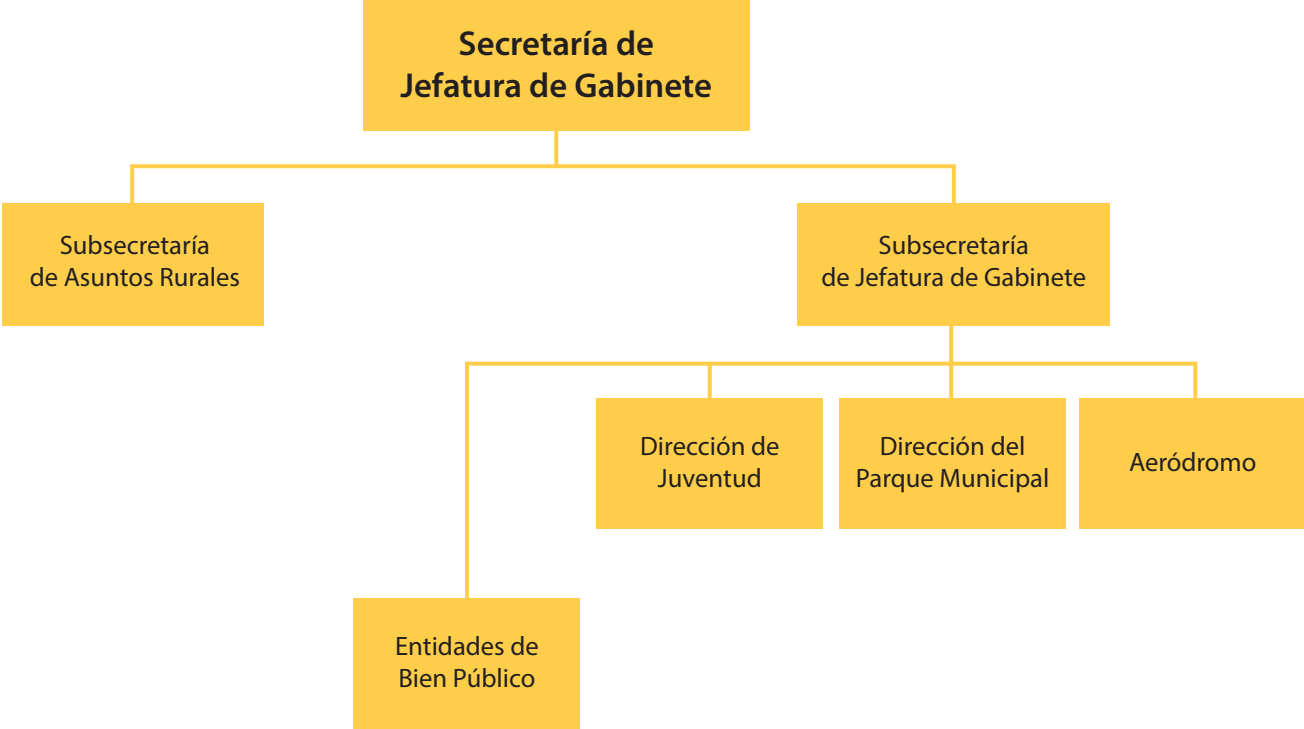 Secretaría de
Jefatura de Gabinete
Subsecretaría
de Asuntos Rurales
Subsecretaría
de Jefatura de Gabinete
Dirección de
Juventud
Dirección del
Parque Municipal
Aeródromo
Entidades de
Bien Público